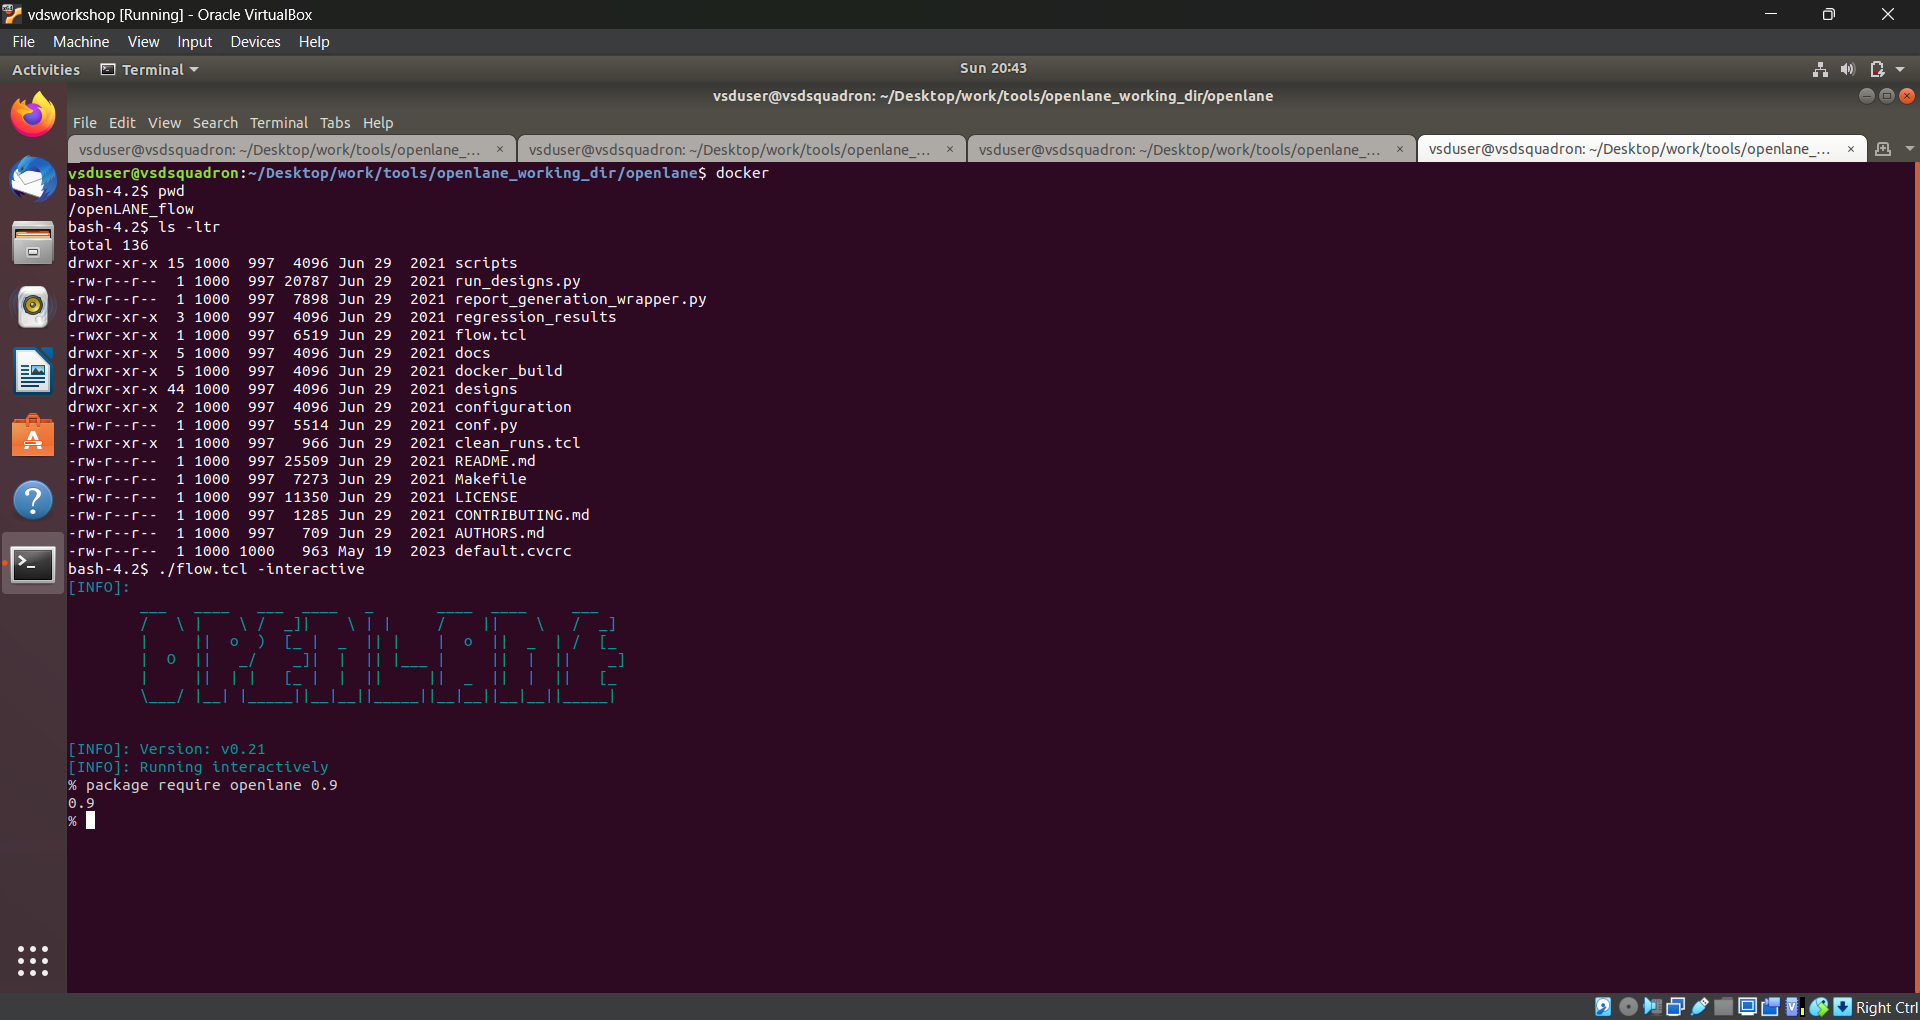 vdsworkshop [Running] - Oracle VirtualBox
File Machine View Input Devices Help
Activities Terminal Sun 20:43
vsduser@vsdsquadron: ~/Desktop/work/tools/openlane_working_dir/openlane
File Edit View Search Terminal Tabs Help
vsduser@vsdsquadron: ~/Desktop/work/tools/openlane_... × vsduser@vsdsquadron: ~/Desktop/work/tools/openlane_... × vsduser@vsdsquadron: ~/Desktop/work/tools/openlane_... × vsduser@vsdsquadron: ~/Desktop/work/tools/openlane_... ×
vsduser@vsdsquadron:~/Desktop/work/tools/openlane_working_dir/openlane$ docker
bash-4.2$ pwd
/openLANE_flow
bash-4.2$ ls -ltr
total 136
drwxr-xr-x 15 1000  997  4096 Jun 29  2021 scripts
-rw-r--r--  1 1000  997 20787 Jun 29  2021 run_designs.py
-rw-r--r--  1 1000  997  7898 Jun 29  2021 report_generation_wrapper.py
drwxr-xr-x  3 1000  997  4096 Jun 29  2021 regression_results
-rwxr-xr-x  1 1000  997  6519 Jun 29  2021 flow.tcl
drwxr-xr-x  5 1000  997  4096 Jun 29  2021 docs
drwxr-xr-x  5 1000  997  4096 Jun 29  2021 docker_build
drwxr-xr-x 44 1000  997  4096 Jun 29  2021 designs
drwxr-xr-x  2 1000  997  4096 Jun 29  2021 configuration
-rw-r--r--  1 1000  997  5514 Jun 29  2021 conf.py
-rwxr-xr-x  1 1000  997   966 Jun 29  2021 clean_runs.tcl
-rw-r--r--  1 1000  997 25509 Jun 29  2021 README.md
-rw-r--r--  1 1000  997  7273 Jun 29  2021 Makefile
-rw-r--r--  1 1000  997 11350 Jun 29  2021 LICENSE
-rw-r--r--  1 1000  997  1285 Jun 29  2021 CONTRIBUTING.md
-rw-r--r--  1 1000  997   709 Jun 29  2021 AUTHORS.md
-rw-r--r--  1 1000 1000   963 May 19  2023 default.cvcrc
bash-4.2$ ./flow.tcl -interactive
[INFO]:
OPENLANE
[INFO]: Version: v0.21
[INFO]: Running interactively
% package require openlane 0.9
0.9
%
Right Ctrl